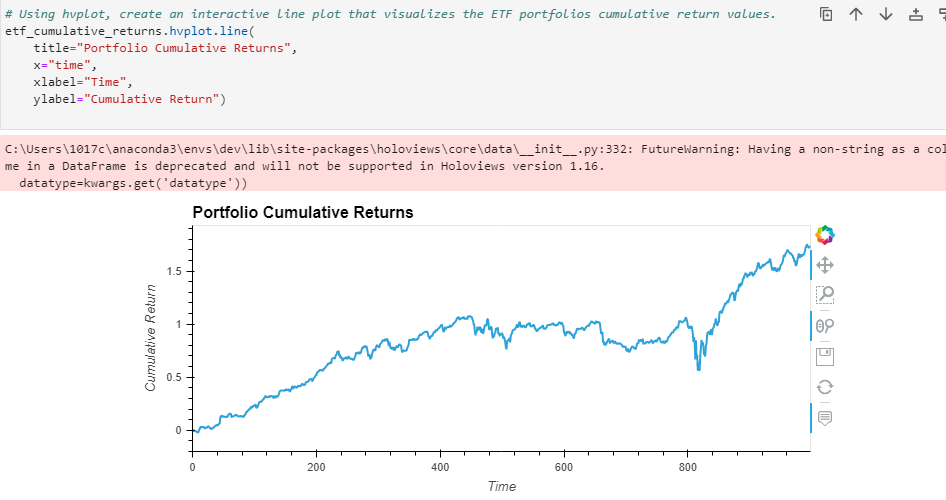 # Using hvplot, create an interactive line plot that visualizes the ETF portfolios cumulative return values.
etf_cumulative_returns.hvplot.line(
    title="Portfolio Cumulative Returns",
    x="time",
    xlabel="Time",
    ylabel="Cumulative Return")
C:\Users\1017c\anaconda3\envs\dev\lib\site-packages\holoviews\core\data\__init__.py:332: FutureWarning: Having a non-string as a col
me in a DataFrame is deprecated and will not be supported in Holoviews version 1.16.
  datatype=kwargs.get('datatype'))
Portfolio Cumulative Returns
Cumulative Return
1.5
1
0.5
0
0 200 400 600 800
Time